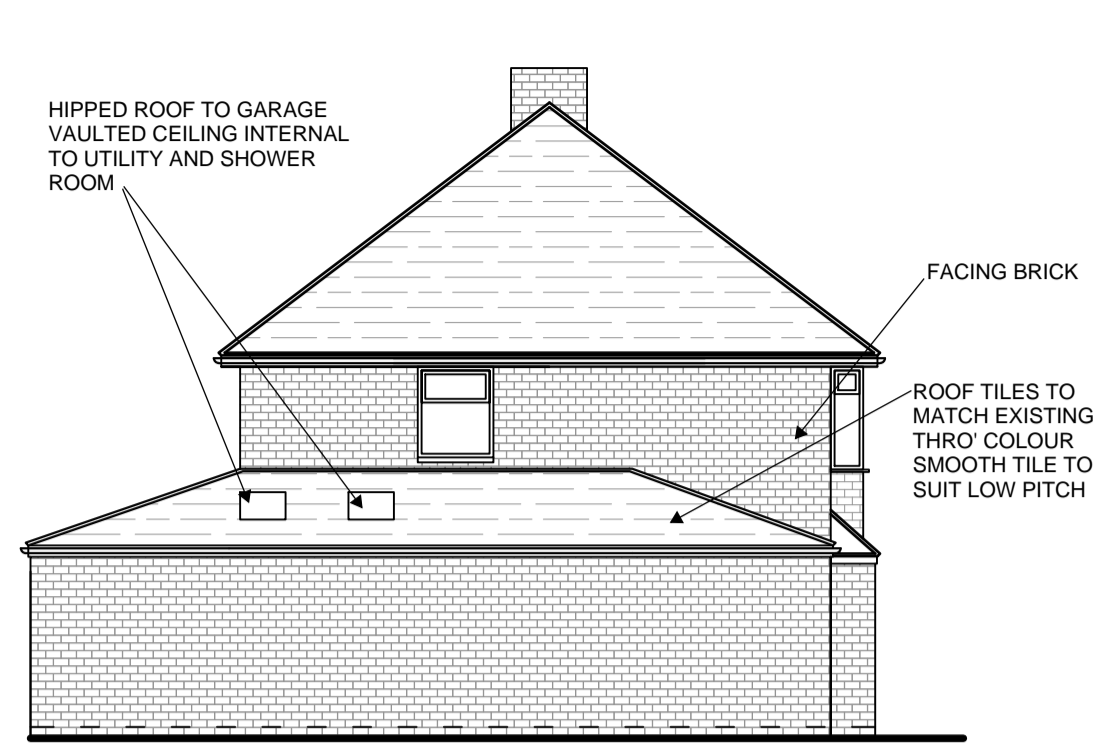 HIPPED ROOF TO GARAGE
VAULTED CEILING INTERNAL
TO UTILITY AND SHOWER
ROOM
FACING BRICK
ROOF TILES TO
MATCH EXISTING
THRO' COLOUR
SMOOTH TILE TO
SUIT LOW PITCH